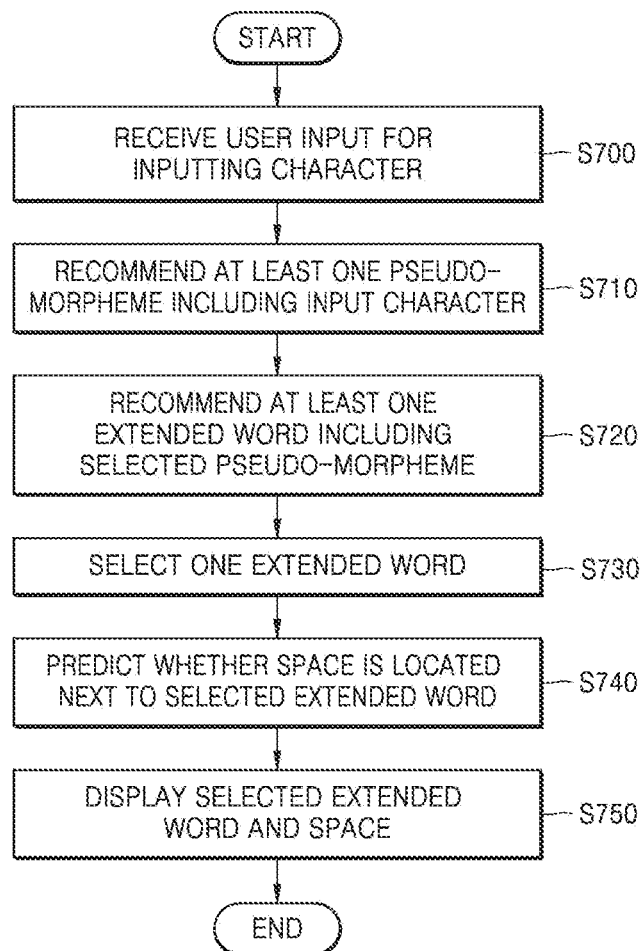 START
RECEIVE USER INPUT FOR
INPUTTING CHARACTER
S700
RECOMMEND AT LEAST ONE PSEUDO-
MORPHEME INCLUDING INPUT CHARACTER
S710
RECOMMEND AT LEAST ONE
EXTENDED WORD INCLUDING
SELECTED PSEUDO-MORPHEME
S720
SELECT ONE EXTENDED WORD
S730
PREDICT WHETHER SPACE IS LOCATED
NEXT TO SELECTED EXTENDED WORD
S740
DISPLAY SELECTED EXTENDED
WORD AND SPACE
S750
END